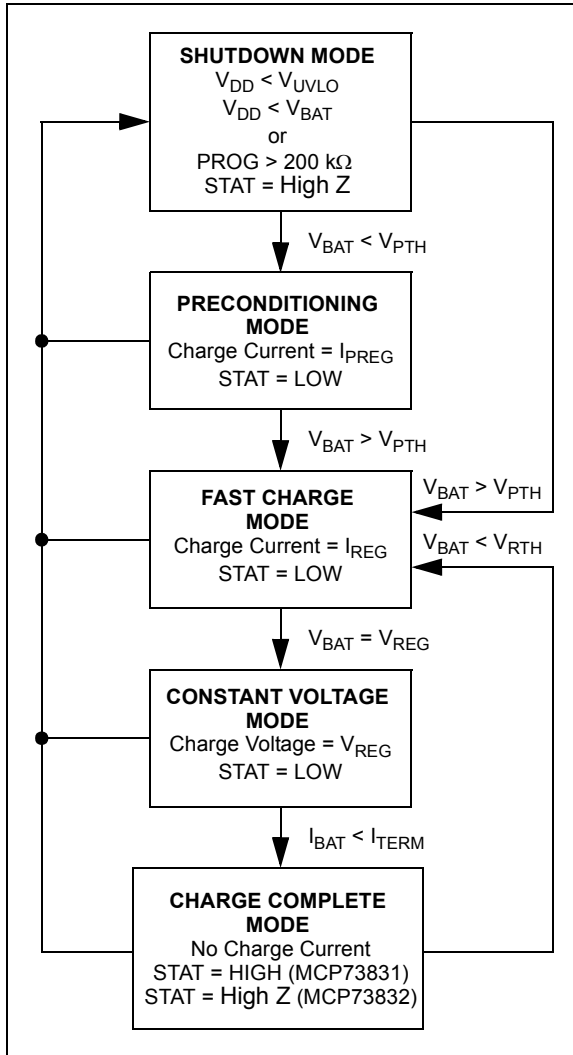 SHUTDOWN MODE
VDD < VUVLO
VDD < VBAT
or
PROG > 200 kΩ
STAT = High Z
VBAT < VPTH
PRECONDITIONING
MODE
Charge Current = IPREG
STAT = LOW
VBAT > VPTH
FAST CHARGE
MODE
Charge Current = IREG
STAT = LOW
VBAT > VPTH
VBAT < VRTH
VBAT = VREG
CONSTANT VOLTAGE
MODE
Charge Voltage = VREG
STAT = LOW
IBAT < ITERM
CHARGE COMPLETE
MODE
No Charge Current
STAT = HIGH (MCP73831)
STAT = High Z (MCP73832)